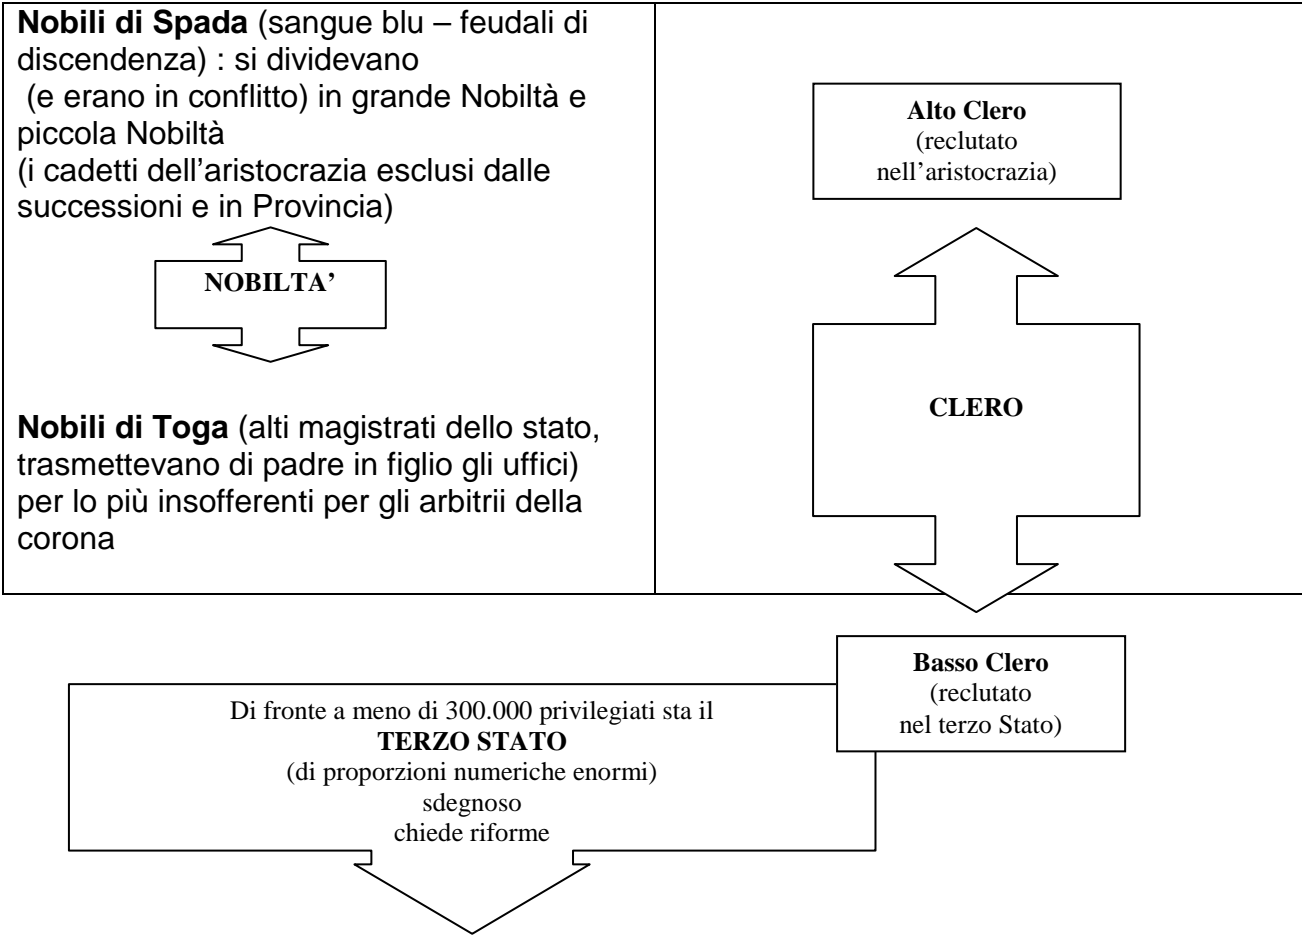 Nobili di Spada (sangue blu – feudali di
discendenza) : si dividevano
(e erano in conflitto) in grande Nobiltà e
piccola Nobiltà
(i cadetti dell’aristocrazia esclusi dalle
successioni e in Provincia)
NOBILTA’
Nobili di Toga (alti magistrati dello stato,
trasmettevano di padre in figlio gli uffici)
per lo più insofferenti per gli arbitrii della
corona
Alto Clero
(reclutato
nell’aristocrazia)
CLERO
Basso Clero
(reclutato
nel terzo Stato)
Di fronte a meno di 300.000 privilegiati sta il
TERZO STATO
(di proporzioni numeriche enormi)
sdegnoso
chiede riforme